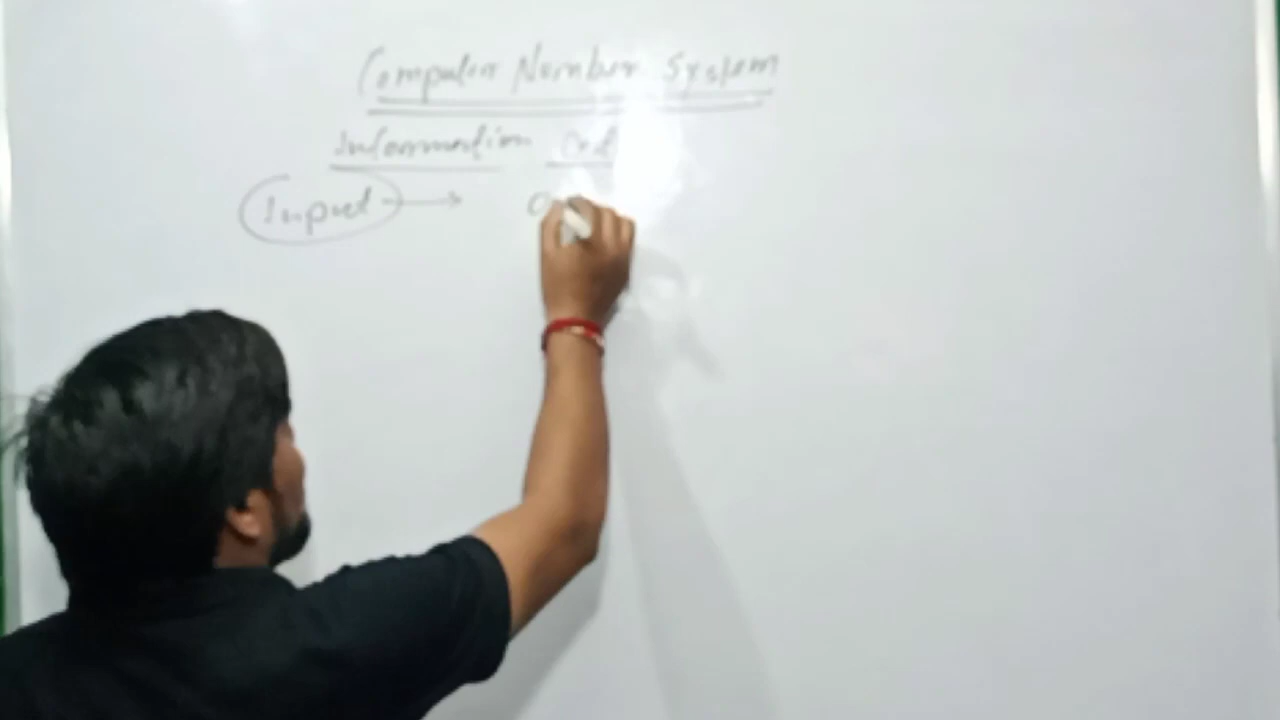 Computer Number System
Information
Input →